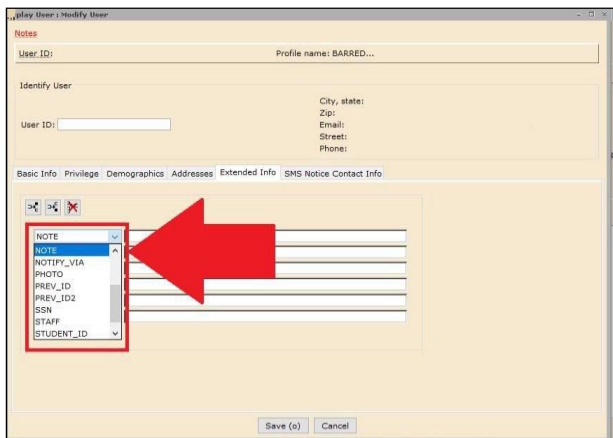 play User : Modify User
Notes
User ID: Profile name: BARRED...
Identify User
City, state:
Zip:
User ID: Email:
Street:
Phone:
Basic Info Privilege Demographics Addresses Extended Info SMS Notice Contact Info
NOTE
NOTE
NOTIFY_VIA
PHOTO
PREV_ID
PREV_ID2
SSN
STAFF
STUDENT_ID
Save (o) Cancel